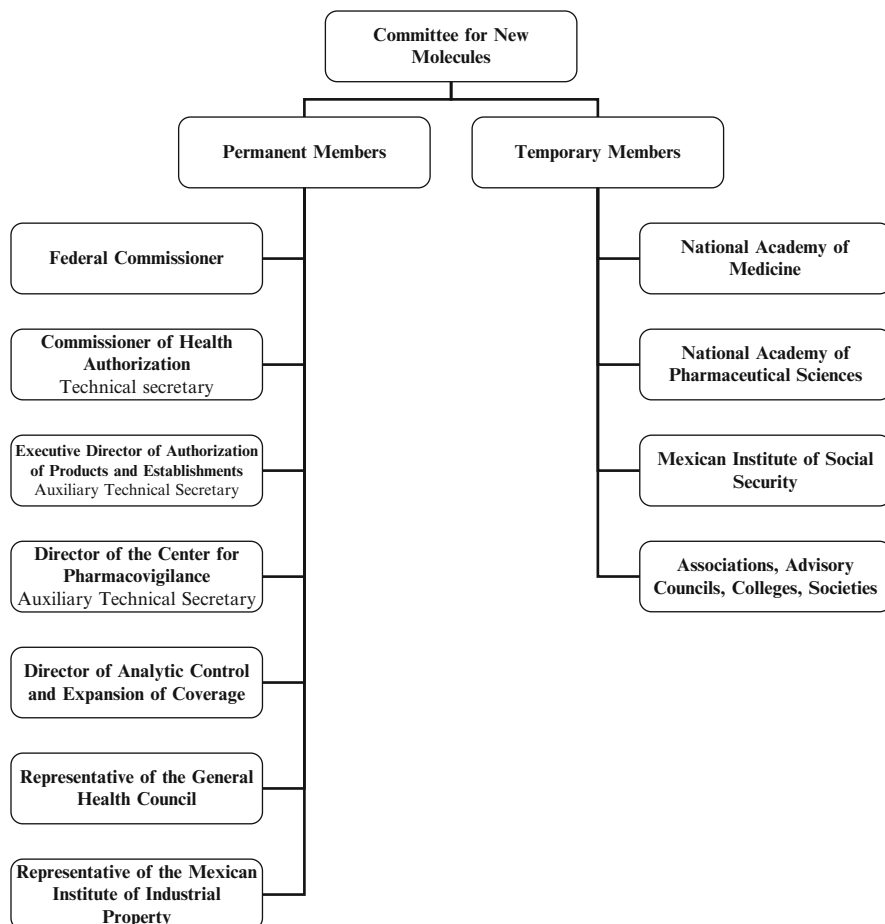 Committee for New
Molecules
Permanent Members
Temporary Members
Federal Commissioner
Commissioner of Health
Authorization
Technical secretary
Executive Director of Authorization
of Products and Establishments
Auxiliary Technical Secretary
Director of the Center for
Pharmacovigilance
Auxiliary Technical Secretary
Director of Analytic Control
and Expansion of Coverage
Representative of the General
Health Council
Representative of the Mexican
Institute of Industrial
Property
National Academy of
Medicine
National Academy of
Pharmaceutical Sciences
Mexican Institute of Social
Security
Associations, Advisory
Councils, Colleges, Societies